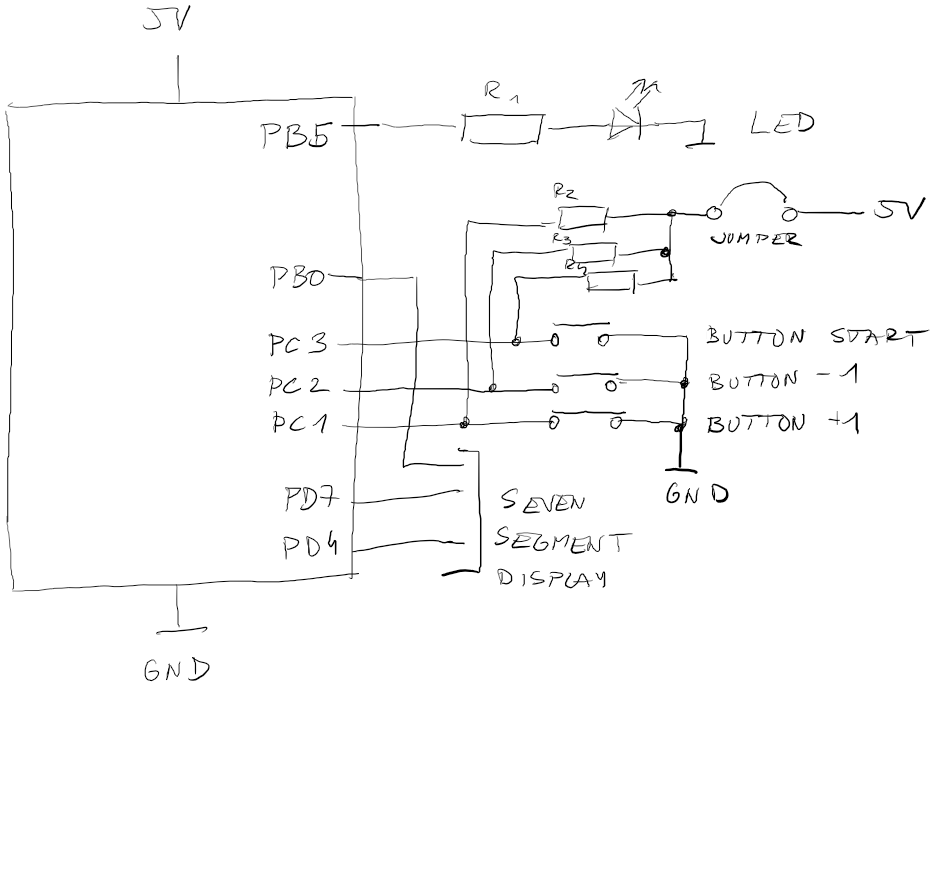 5V
R1
PB5
LED
R2
5V
R3
JUMPER
R4
PB0
PC3
BUTTON START
PC2
BUTTON -1
PC1
BUTTON +1
PD7
SEVEN
GND
PD4
SEGMENT
DISPLAY
GND